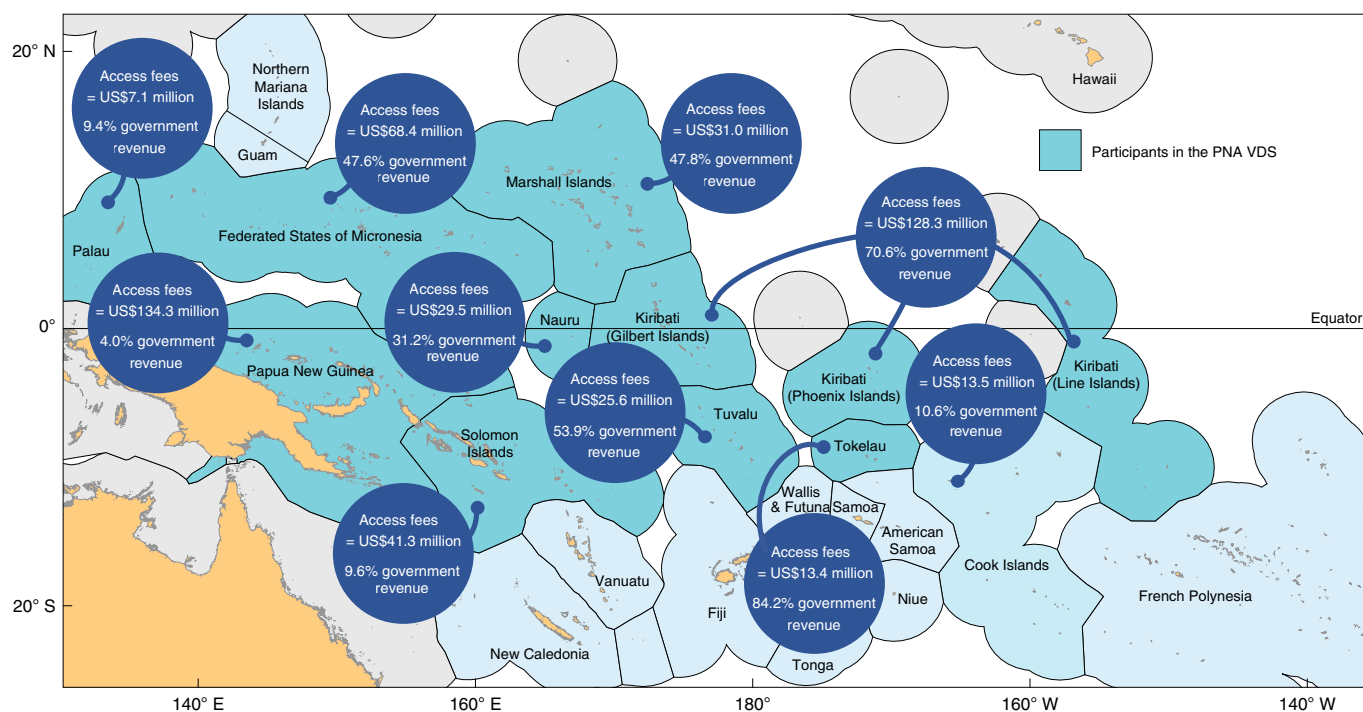 20° N
0°
20° S
140° E
160° E
180°
160° W
140° W
Equator
Hawaii
Participants in the PNA VDS
Access fees
= US$7.1 million
9.4% government
revenue
Northern
Mariana
Islands
Guam
Access fees
= US$68.4 million
47.6% government
revenue
Marshall Islands
Access fees
= US$31.0 million
47.8% government
revenue
Access fees
= US$128.3 million
70.6% government
revenue
Palau
Federated States of Micronesia
Access fees
= US$134.3 million
4.0% government
revenue
Papua New Guinea
Access fees
= US$29.5 million
31.2% government
revenue
Nauru
Kiribati
(Gilbert Islands)
Access fees
= US$25.6 million
53.9% government
revenue
Tuvalu
Kiribati
(Phoenix Islands)
Access fees
= US$13.5 million
10.6% government
revenue
Kiribati
(Line Islands)
Solomon
Islands
Tokelau
Access fees
= US$41.3 million
9.6% government
revenue
Vanuatu
New Caledonia
Fiji
Wallis
& Futuna
Samoa
American
Samoa
Access fees
= US$13.4 million
84.2% government
revenue
Niue
Tonga
Cook Islands
French Polynesia